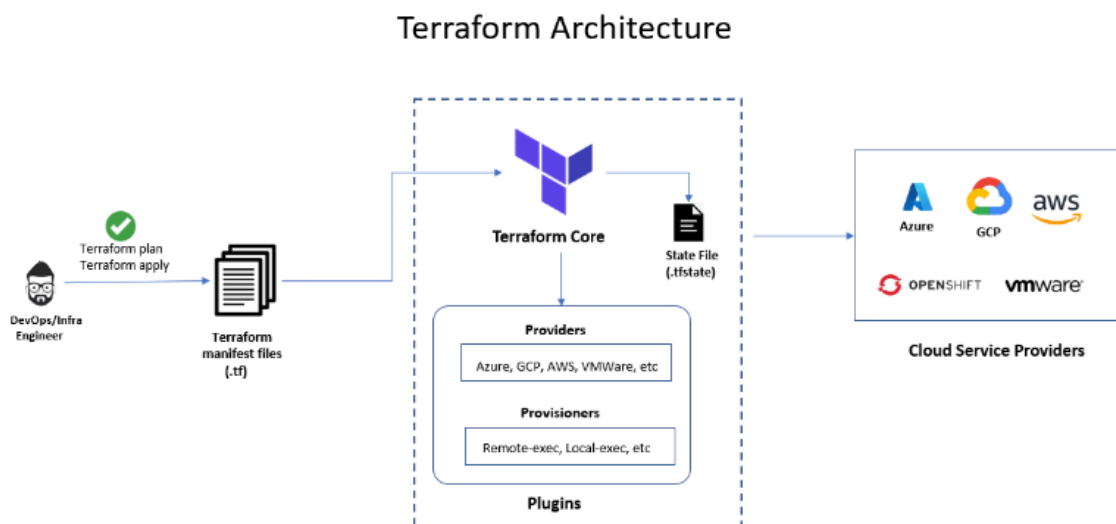 Terraform Architecture
Terraform plan
Terraform apply
DevOps/Infra
Engineer
Terraform
manifest files
(.tf)
Terraform Core
State File
(.tfstate)
Providers
Azure, GCP, AWS, VMWare, etc
Provisioners
Remote-exec, Local-exec, etc
Plugins
Azure
GCP
aws
OPENSHIFT
vmware®
Cloud Service Providers